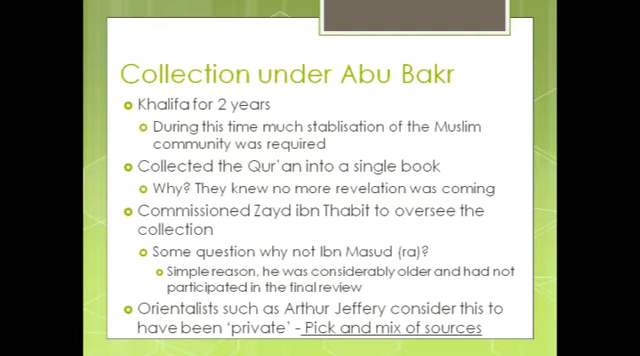 Collection under Abu Bakr
Khalifa for 2 years
During this time much stablisation of the Muslim
community was required
Collected the Qur'an into a single book
Why? They knew no more revelation was coming
Commissioned Zayd ibn Thabit to oversee the
collection
Some question why not Ibn Masud (ra)?
Simple reason, he was considerably older and had not
participated in the final review
Orientalists such as Arthur Jeffery consider this to
have been 'private' - Pick and mix of sources